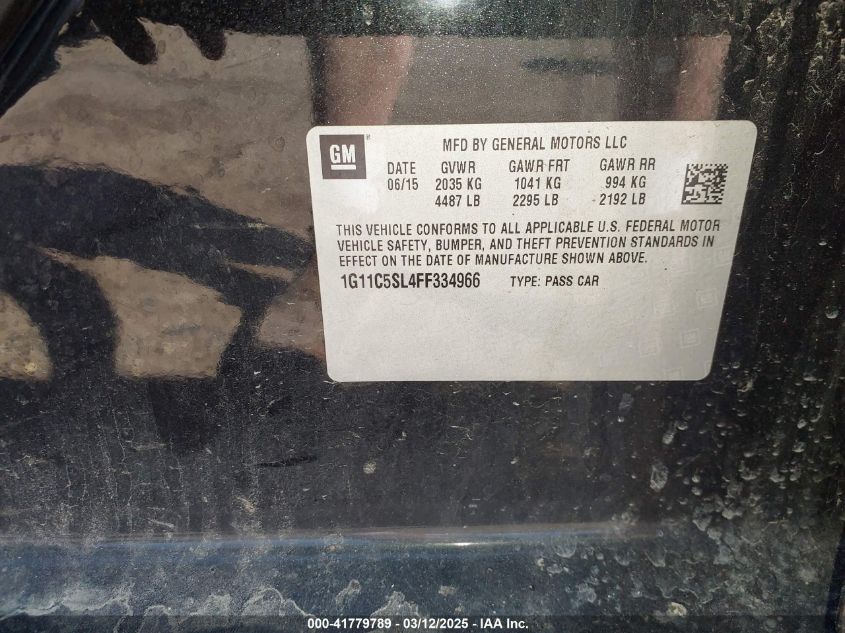 GM
MFD BY GENERAL MOTORS LLC
DATE GVWR GAWR FRT GAWR RR
06/15 2035 KG 1041 KG 994 KG
4487 LB 2295 LB 2192 LB
THIS VEHICLE CONFORMS TO ALL APPLICABLE U.S. FEDERAL MOTOR
VEHICLE SAFETY, BUMPER, AND THEFT PREVENTION STANDARDS IN
EFFECT ON THE DATE OF MANUFACTURE SHOWN ABOVE.
1G11C5SL4FF334966 TYPE: PASS CAR
000-41779789 - 03/12/2025 - IAA Inc.